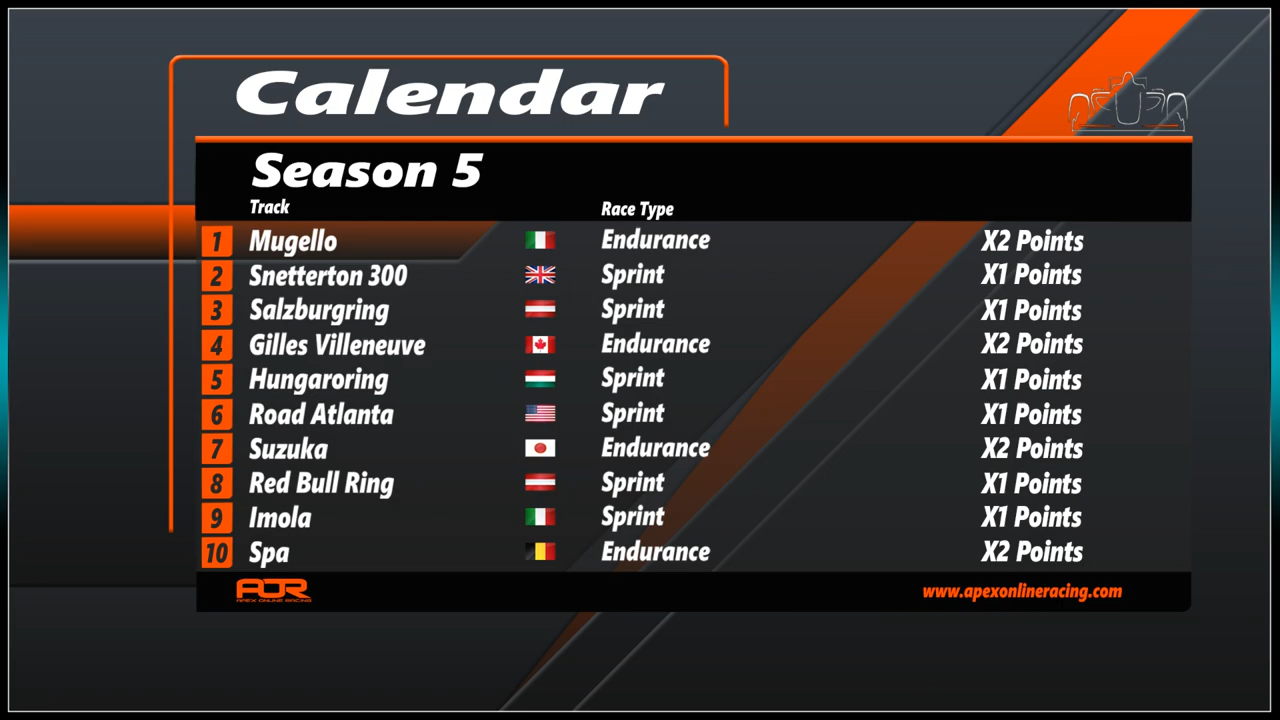 Calendar
Season 5
Track Race Type
1 Mugello Endurance X2 Points
2 Snetterton 300 Sprint X1 Points
3 Salzburgring Sprint X1 Points
4 Gilles Villeneuve Endurance X2 Points
5 Hungaroring Sprint X1 Points
6 Road Atlanta Sprint X1 Points
7 Suzuka Endurance X2 Points
8 Red Bull Ring Sprint X1 Points
9 Imola Sprint X1 Points
10 Spa Endurance X2 Points
AOR www.apexonlineracing.com
APEX ONLINE RACING